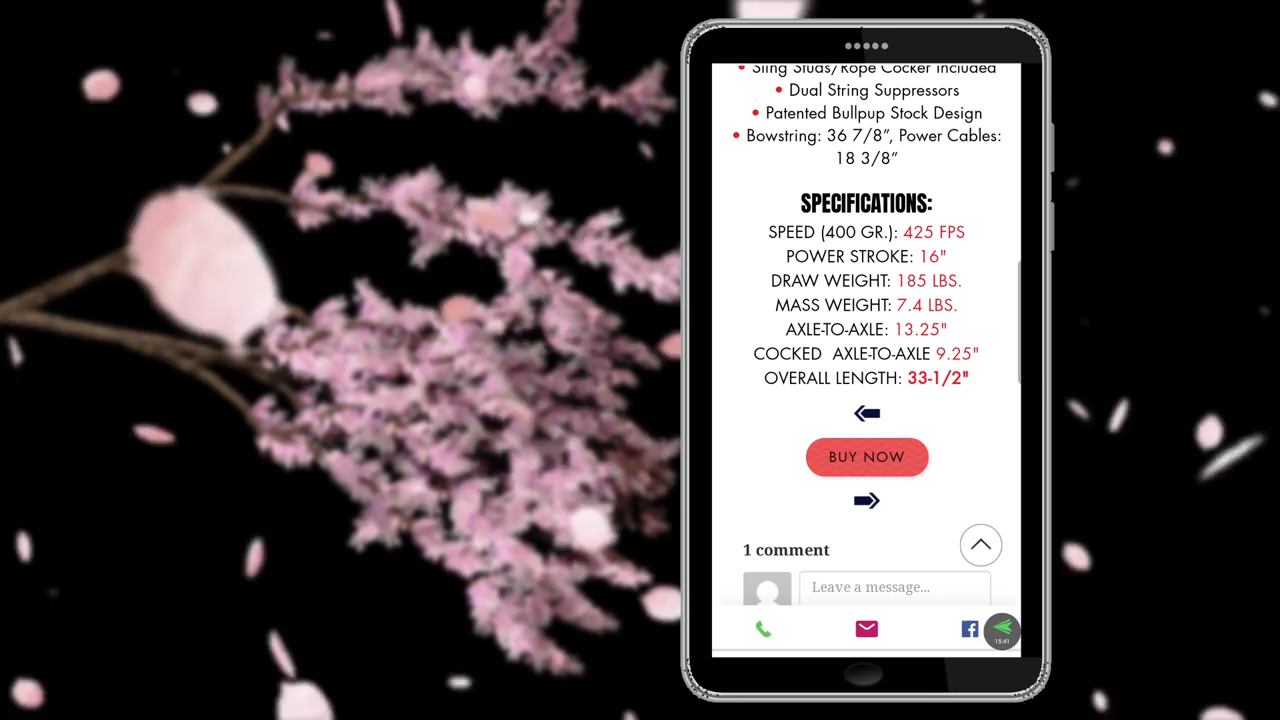 • Sling Studs/Rope Cocker Included
• Dual String Suppressors
• Patented Bullpup Stock Design
• Bowstring: 36 7/8”, Power Cables:
18 3/8”
SPECIFICATIONS:
SPEED (400 GR.): 425 FPS
POWER STROKE: 16"
DRAW WEIGHT: 185 LBS.
MASS WEIGHT: 7.4 LBS.
AXLE-TO-AXLE: 13.25"
COCKED AXLE-TO-AXLE 9.25"
OVERALL LENGTH: 33-1/2"
BUY NOW
1 comment
Leave a message...
15:41